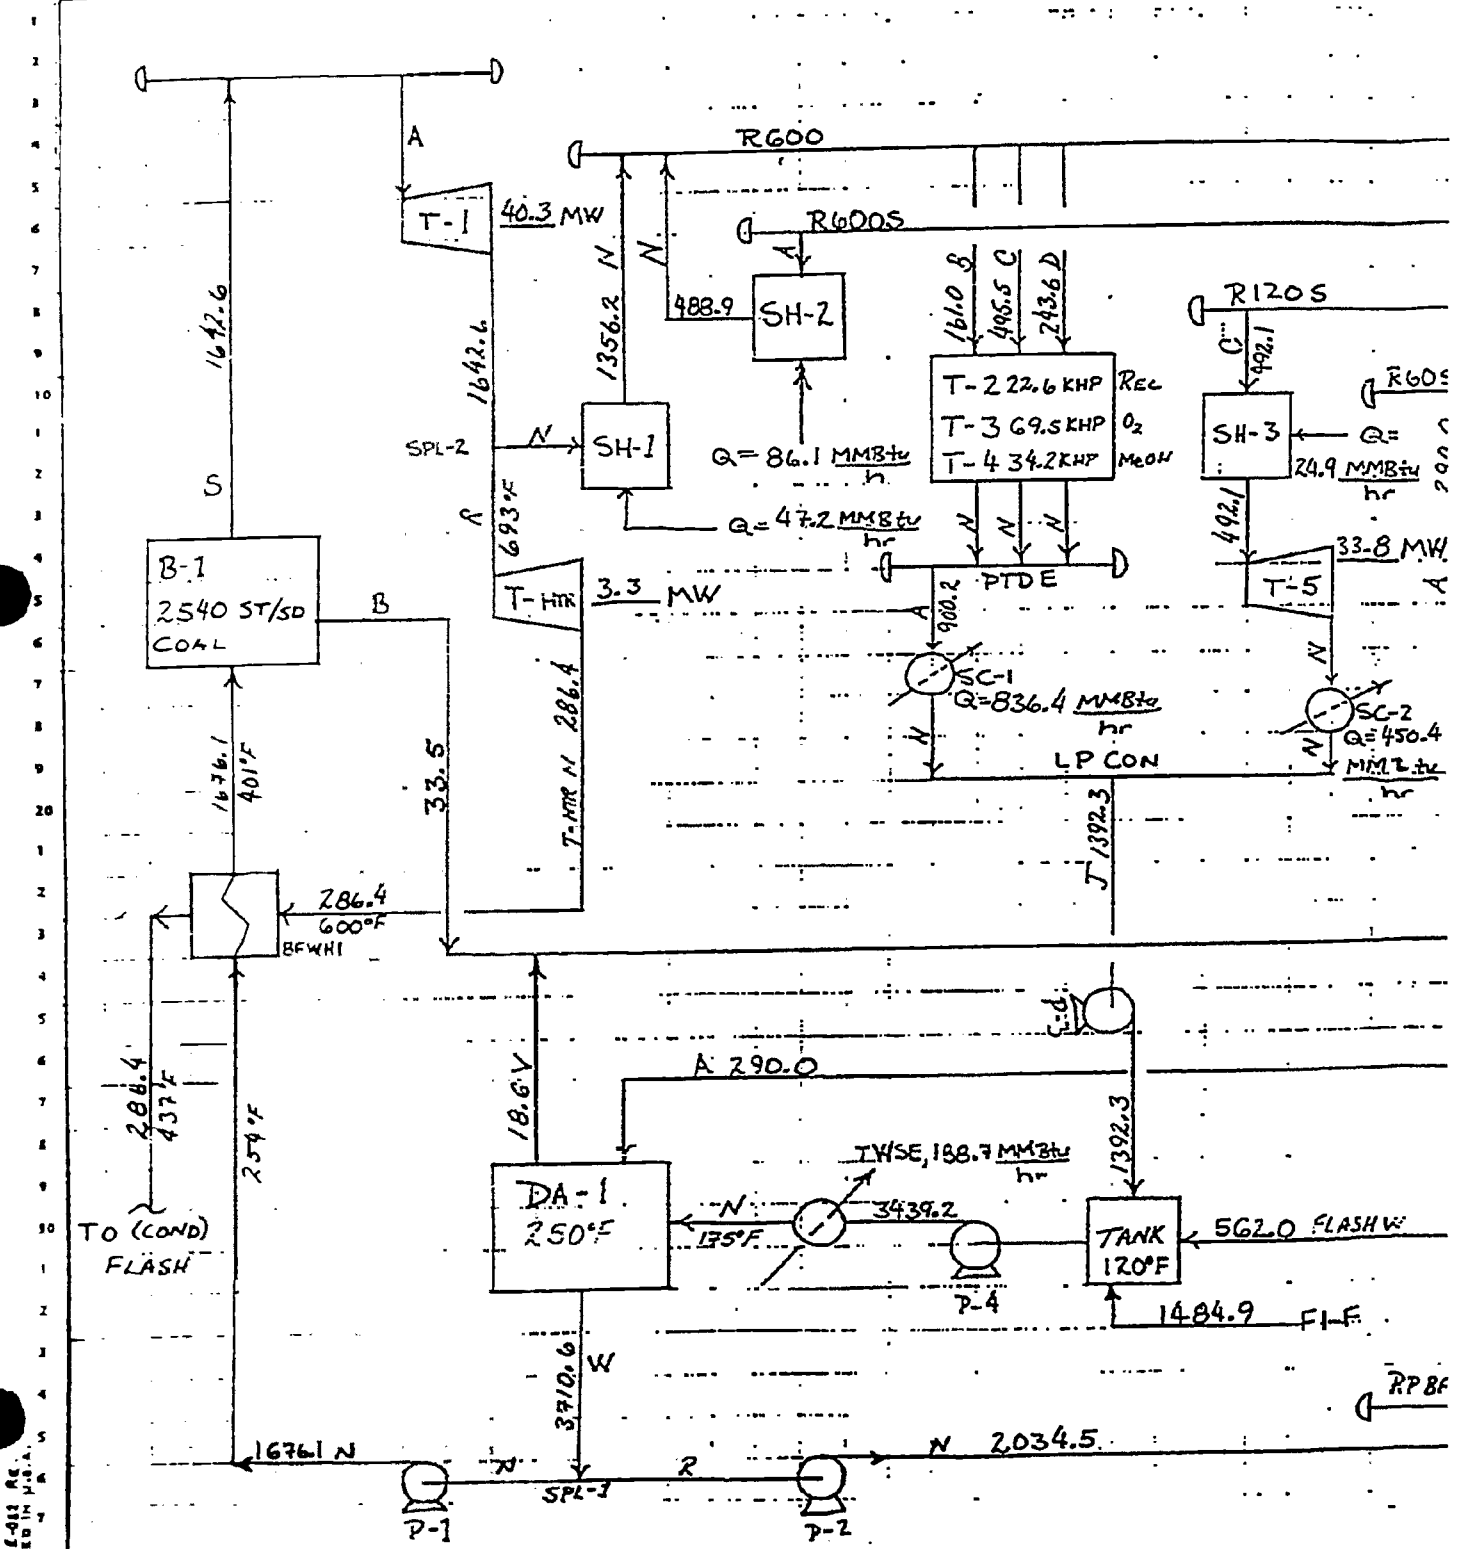 A
R600
T-1 40.3 MW
R600S
N
N
A
1642.6
1642.6
1356.2
488.9
SH-2
161.0 B
495.5 C
243.6 D
R120S
C
492.1
T-2 22.6 KHP REC
T-3 69.5 KHP O2
T-4 34.2 KHP MeOH
R60S
SPL-2
N
SH-1
Q=86.1 MMBtu
h
SH-3
Q=
24.9 MMBtu
hr
S
R
693°F
Q=47.2 MMBtu
hr
N
N
N
492.1
B-1
2540 ST/SD
COAL
B
T-HTR
3.3 MW
PTDE
33.8 MW
T-5
A
A
900.2
N
SC-1
Q=836.4 MMBtu
hr
SC-2
Q=450.4
MMBtu
hr
N
N
1676.1
401°F
33.5
T-HTR N 286.4
LP CON
J 1392.3
286.4
600°F
BFWH1
286.4
437°F
254°F
18.6 V
A 290.0
1392.3
TWSE, 188.7 MMBtu
hr
DA-1
250°F
N
175°F
3439.2
P-4
TANK
120°F
562.0 FLASH W
TO (COND)
FLASH
1484.9 F1-F
3710.6 W
1676.1 N
N
SPL-1
R
N 2034.5
P-1
P-2